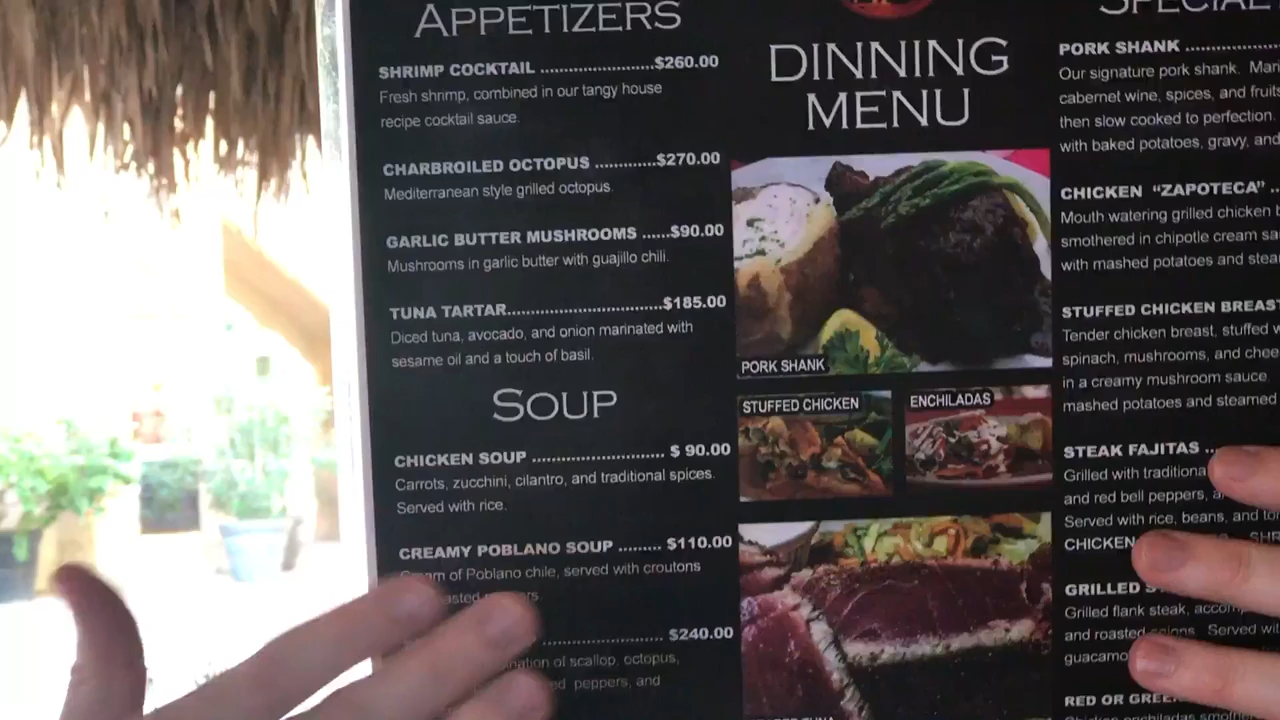 APPETIZERS
SHRIMP COCKTAIL ........................$260.00
Fresh shrimp, combined in our tangy house
recipe cocktail sauce.
CHARBROILED OCTOPUS .............$270.00
Mediterranean style grilled octopus.
GARLIC BUTTER MUSHROOMS ......$90.00
Mushrooms in garlic butter with guajillo chili.
TUNA TARTAR.................................$185.00
Diced tuna, avocado, and onion marinated with
sesame oil and a touch of basil.
SOUP
CHICKEN SOUP ............................ $ 90.00
Carrots, zucchini, cilantro, and traditional spices.
Served with rice.
CREAMY POBLANO SOUP ......... $110.00
of Poblano chile, served with croutons
$240.00
of scallop, octopus,
peppers, and
DINNING
MENU
PORK SHANK
STUFFED CHICKEN
ENCHILADAS
PORK SHANK ....................
Our signature pork shank.
cabernet wine, spices, and fruits
then slow cooked to perfection.
with baked potatoes, gravy, and
CHICKEN "ZAPOTECA" ..
Mouth watering grilled chicken
smothered in chipotle cream
with mashed potatoes and
STUFFED CHICKEN BREAST
Tender chicken breast, stuffed
spinach, mushrooms, and
in a creamy mushroom sauce.
mashed potatoes and steamed
STEAK FAJITAS ..
Grilled with
and red bell peppers,
Served with rice, beans, and
CHICKEN
GRILLED
Grilled flank steak,
and roasted Served
RED OR